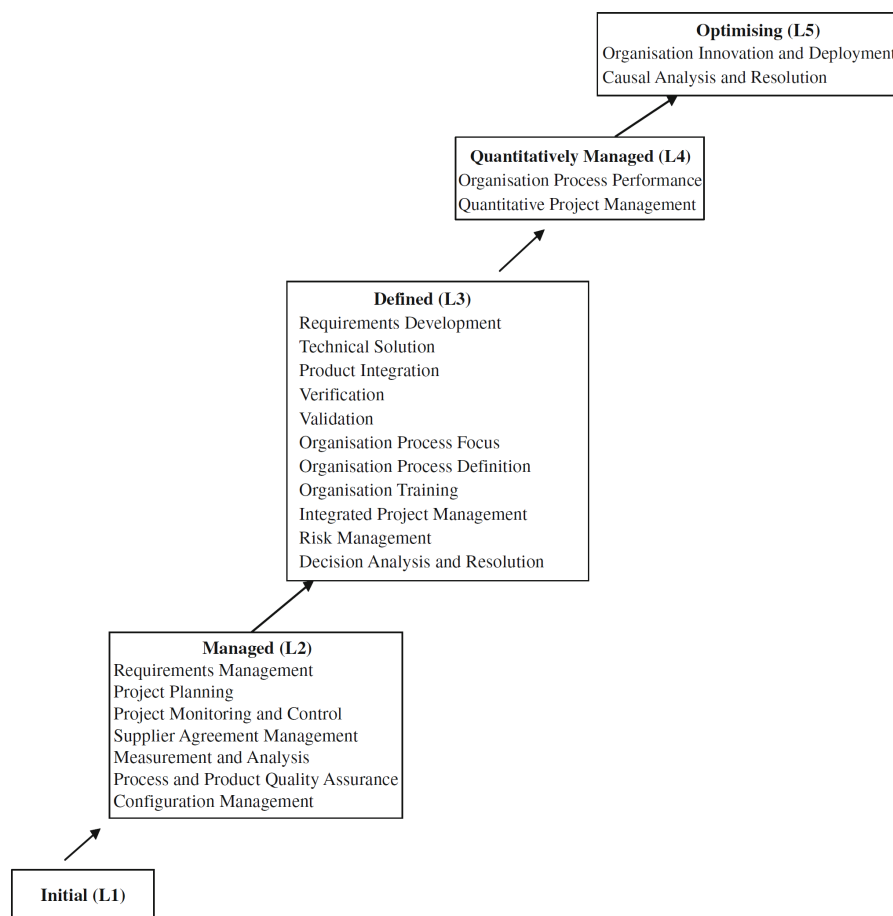 Optimising (L5)
Organisation Innovation and Deployment
Causal Analysis and Resolution
Quantitatively Managed (L4)
Organisation Process Performance
Quantitative Project Management
Defined (L3)
Requirements Development
Technical Solution
Product Integration
Verification
Validation
Organisation Process Focus
Organisation Process Definition
Organisation Training
Integrated Project Management
Risk Management
Decision Analysis and Resolution
Managed (L2)
Requirements Management
Project Planning
Project Monitoring and Control
Supplier Agreement Management
Measurement and Analysis
Process and Product Quality Assurance
Configuration Management
Initial (L1)